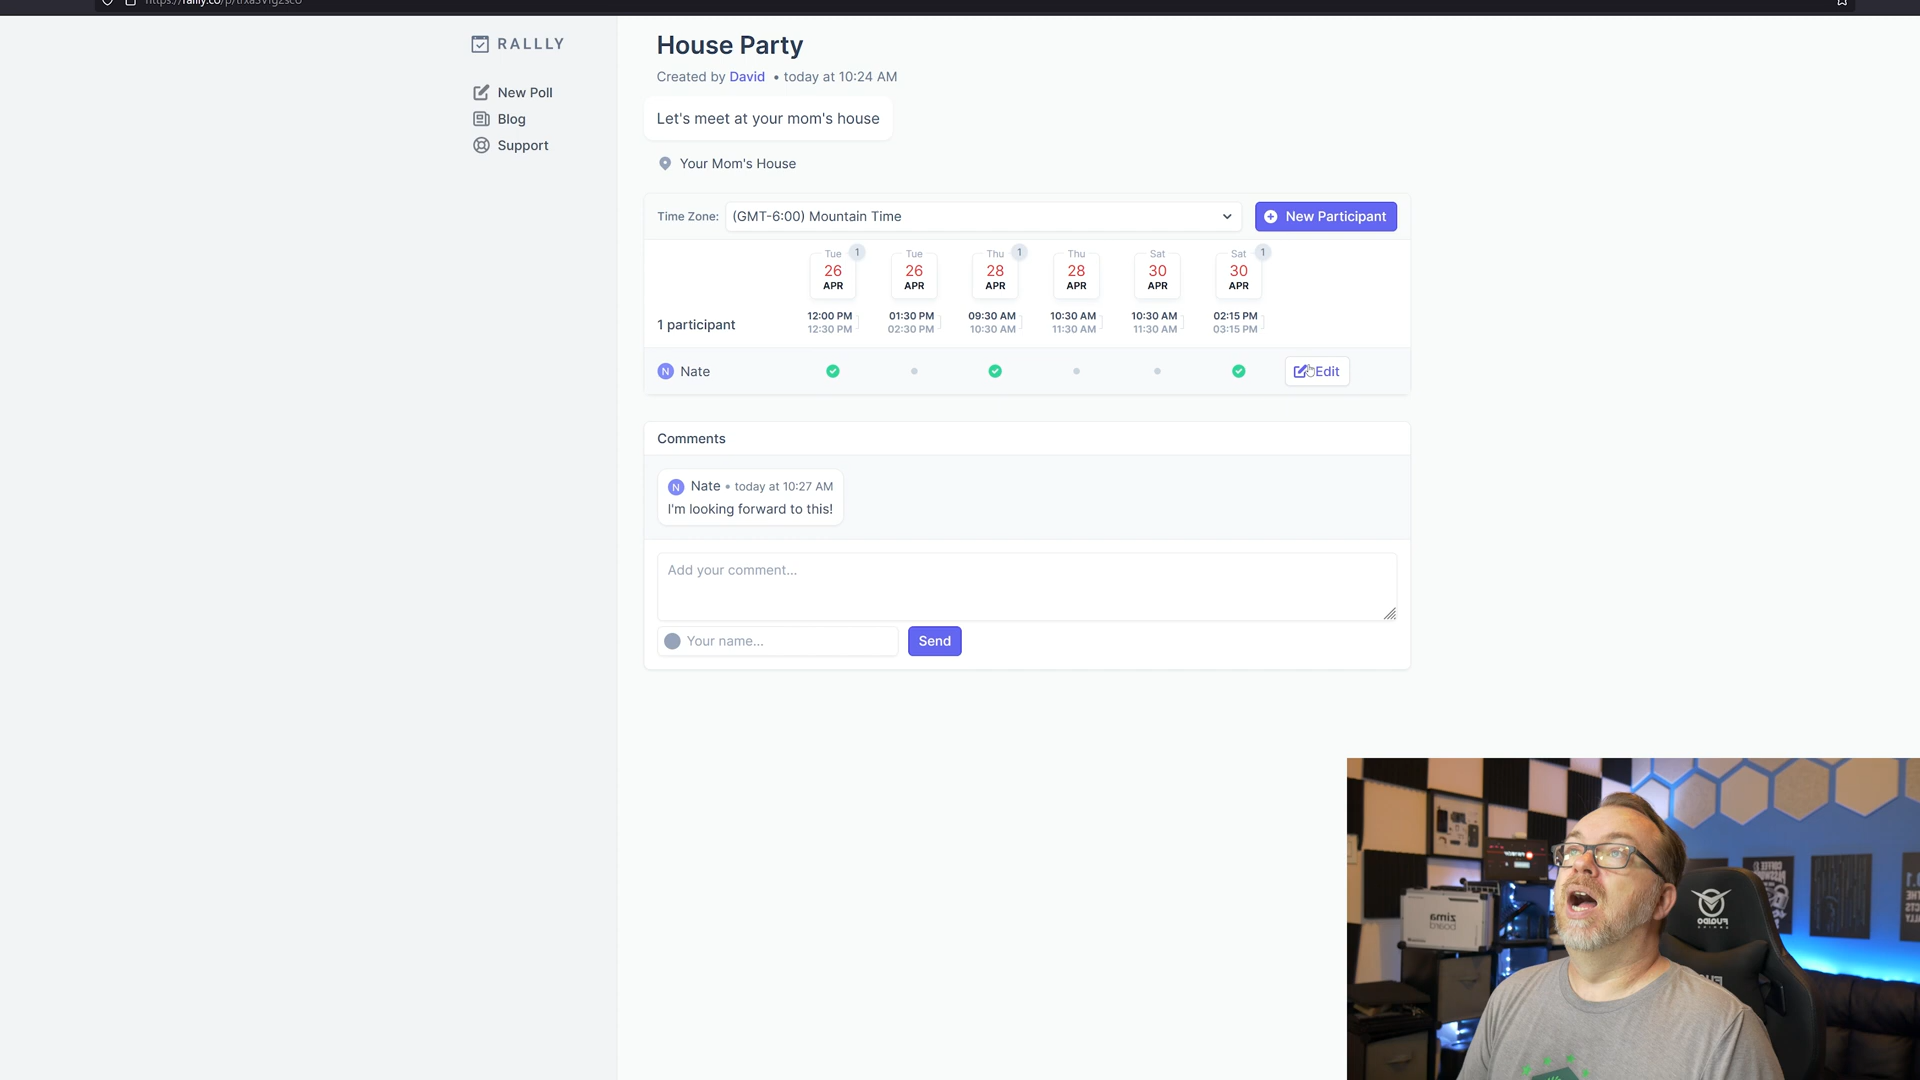 RALLLY
New Poll
Blog
Support
House Party
Created by David • today at 10:24 AM
Let's meet at your mom's house
Your Mom's House
Time Zone: (GMT-6:00) Mountain Time
New Participant
Tue 1 Tue Thu 1 Thu Sat Sat 1
26 26 28 28 30 30
APR APR APR APR APR APR
12:00 PM 01:30 PM 09:30 AM 10:30 AM 10:30 AM 02:15 PM
1 participant
12:30 PM 02:30 PM 10:30 AM 11:30 AM 11:30 AM 03:15 PM
N Nate Edit
Comments
N Nate • today at 10:27 AM
I'm looking forward to this!
Add your comment...
Your name... Send
zima
board